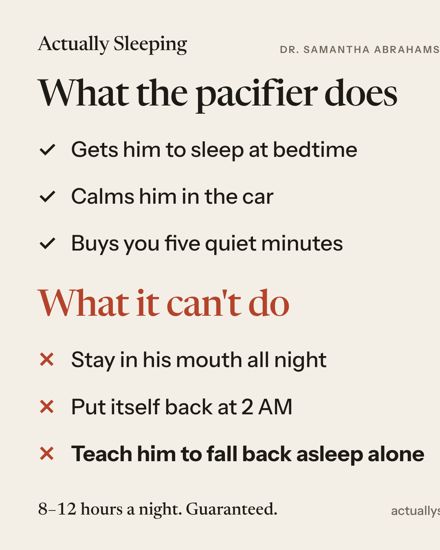 Actually Sleeping
DR. SAMANTHA ABRAHAMS
What the pacifier does
✓ Gets him to sleep at bedtime
✓ Calms him in the car
✓ Buys you five quiet minutes
What it can't do
✕ Stay in his mouth all night
✕ Put itself back at 2 AM
✕ Teach him to fall back asleep alone
8–12 hours a night. Guaranteed.
actuallys